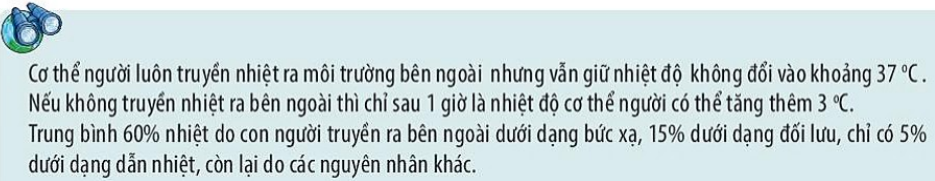 Cơ thể người luôn truyền nhiệt ra môi trường bên ngoài nhưng vẫn giữ nhiệt độ không đổi vào khoảng 37 °C.
Nếu không truyền nhiệt ra bên ngoài thì chỉ sau 1 giờ là nhiệt độ cơ thể người có thể tăng thêm 3 °C.
Trung bình 60% nhiệt do con người truyền ra bên ngoài dưới dạng bức xạ, 15% dưới dạng đối lưu, chỉ có 5%
dưới dạng dẫn nhiệt, còn lại do các nguyên nhân khác.